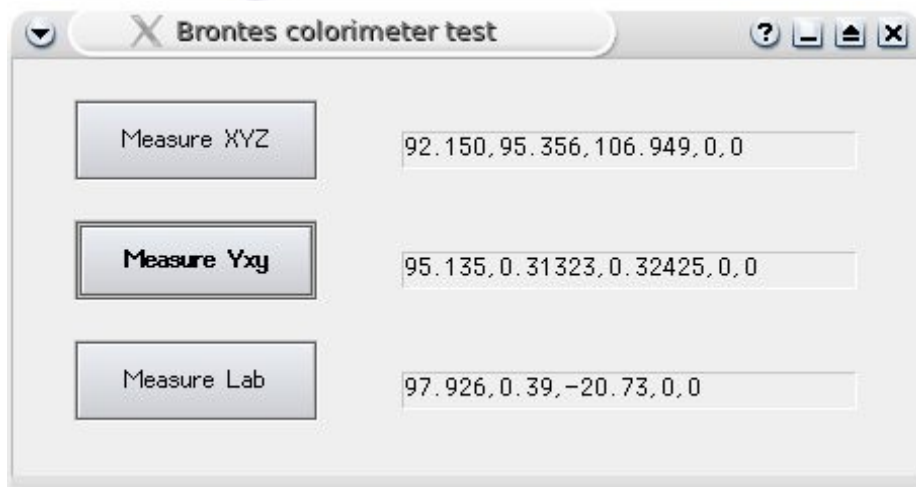 Brontes colorimeter test
Measure XYZ
92.150,95.356,106.949,0,0
Measure Yxy
95.135,0.31323,0.32425,0,0
Measure Lab
97.926,0.39,-20.73,0,0